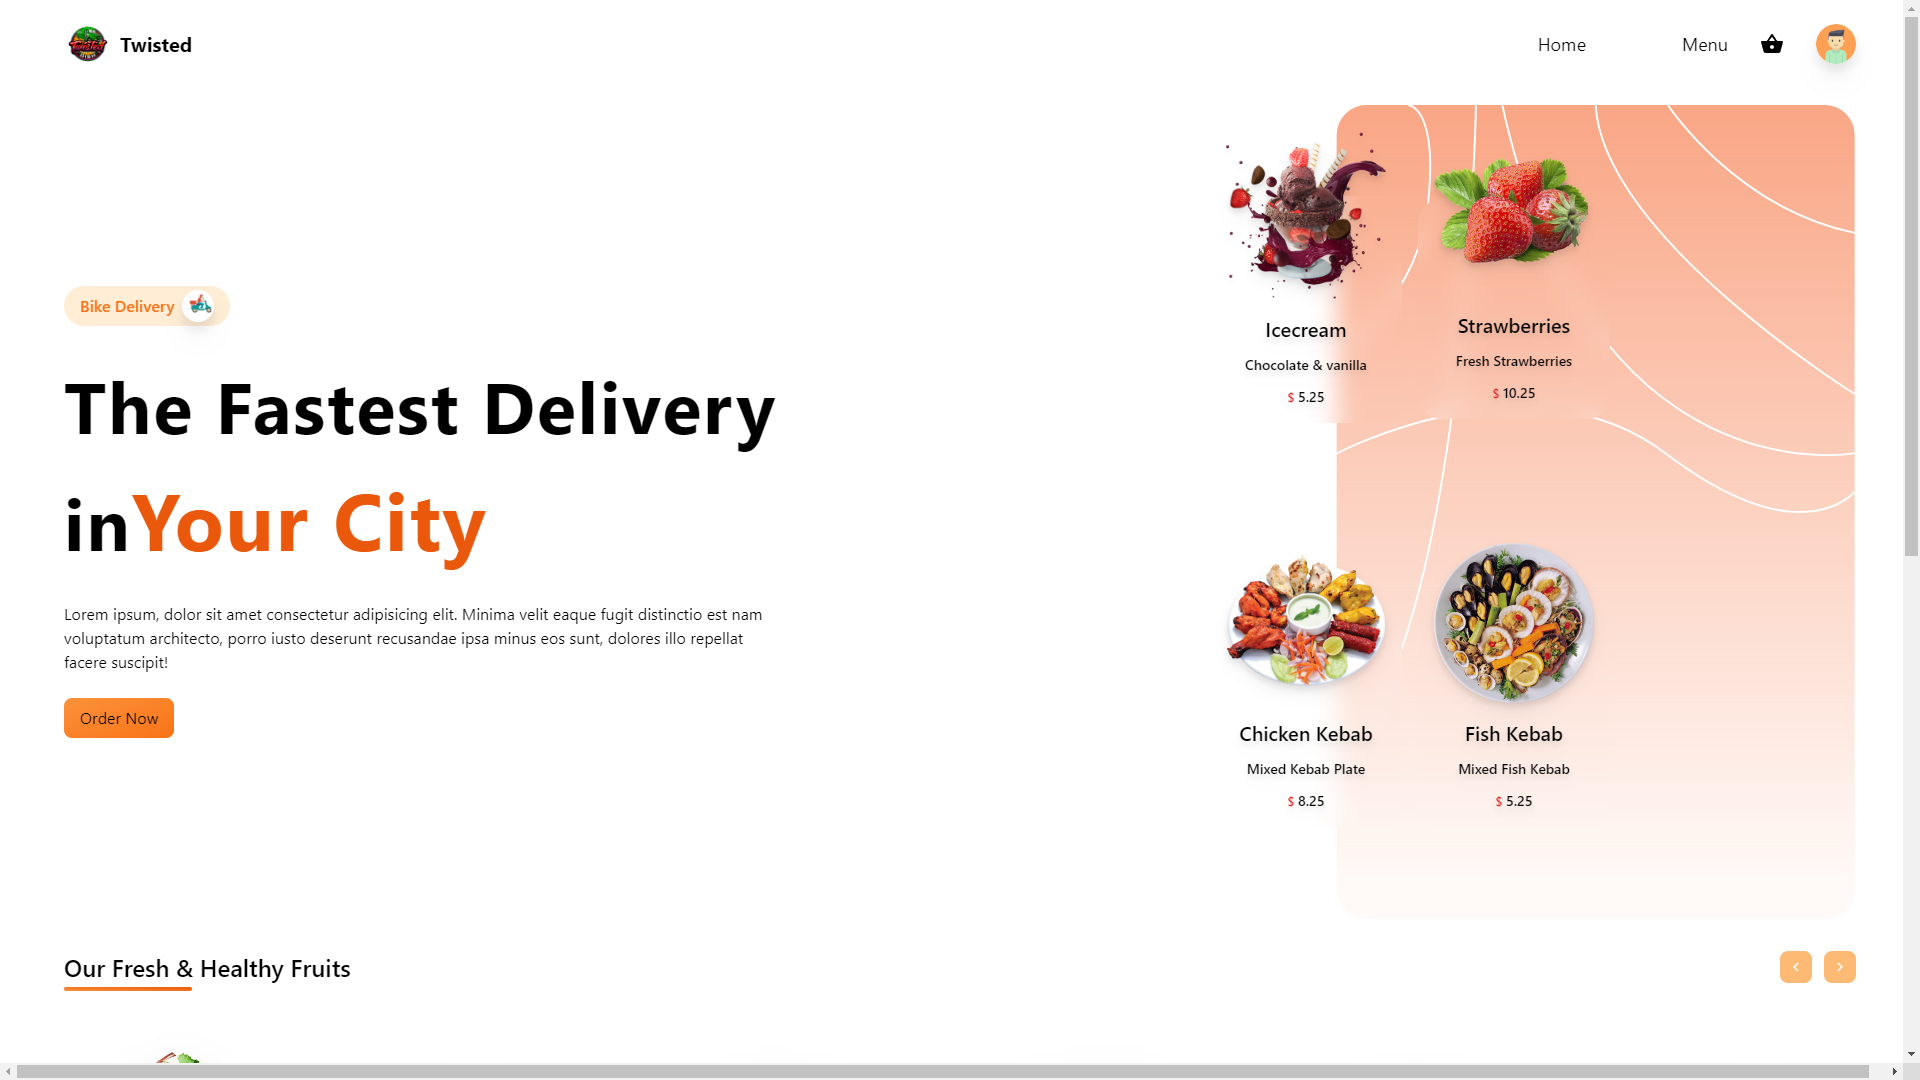 Twisted
Home
Menu
Bike Delivery
The Fastest Delivery
inYour City
Lorem ipsum, dolor sit amet consectetur adipisicing elit. Minima velit eaque fugit distinctio est nam
voluptatum architecto, porro iusto deserunt recusandae ipsa minus eos sunt, dolores illo repellat
facere suscipit!
Order Now
Icecream
Chocolate & vanilla
$ 5.25
Strawberries
Fresh Strawberries
$ 10.25
Chicken Kebab
Mixed Kebab Plate
$ 8.25
Fish Kebab
Mixed Fish Kebab
$ 5.25
Our Fresh & Healthy Fruits